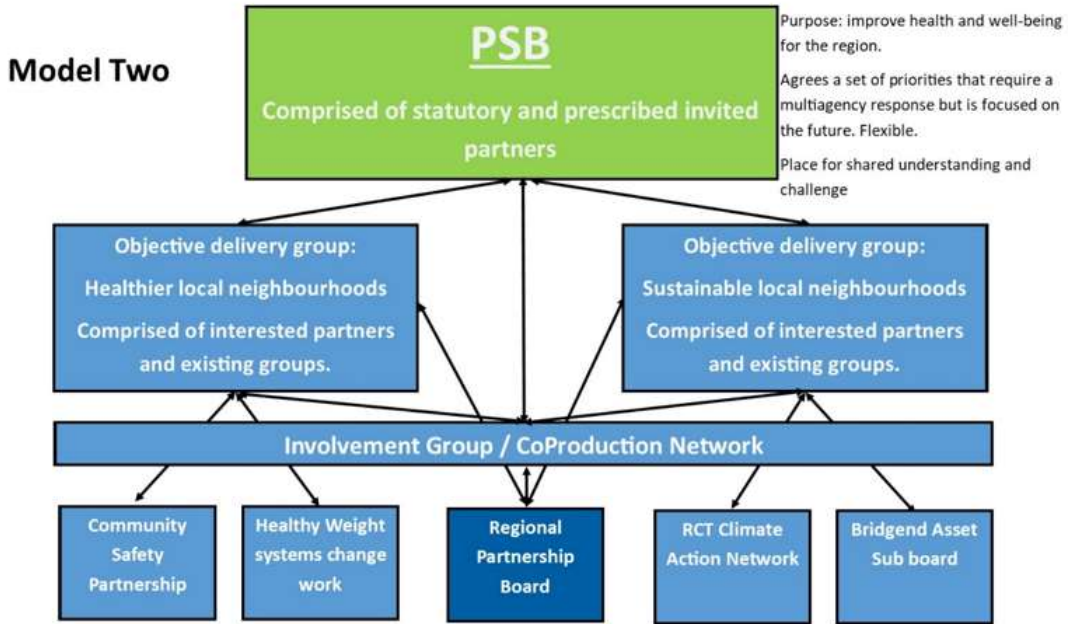 Model Two
PSB
Comprised of statutory and prescribed invited
partners
Purpose: improve health and well-being
for the region.
Agrees a set of priorities that require a
multiagency response but is focused on
the future. Flexible.
Place for shared understanding and
challenge
Objective delivery group:
Healthier local neighbourhoods
Comprised of interested partners
and existing groups.
Objective delivery group:
Sustainable local neighbourhoods
Comprised of interested partners
and existing groups.
Involvement Group / CoProduction Network
Community
Safety
Partnership
Healthy Weight
systems change
work
Regional
Partnership
Board
RCT Climate
Action Network
Bridgend Asset
Sub board